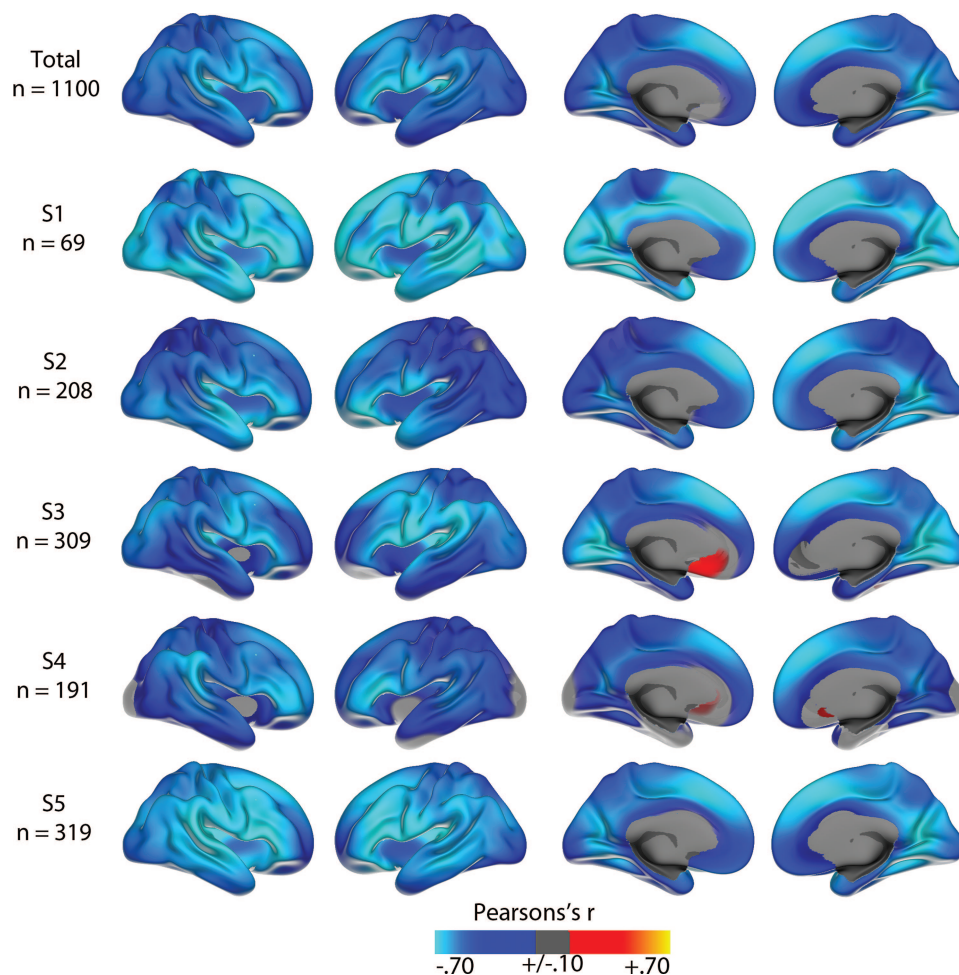 Total
n = 1100
S1
n = 69
S2
n = 208
S3
n = 309
S4
n = 191
S5
n = 319
Pearsons's r
-.70 +/-.10 +.70